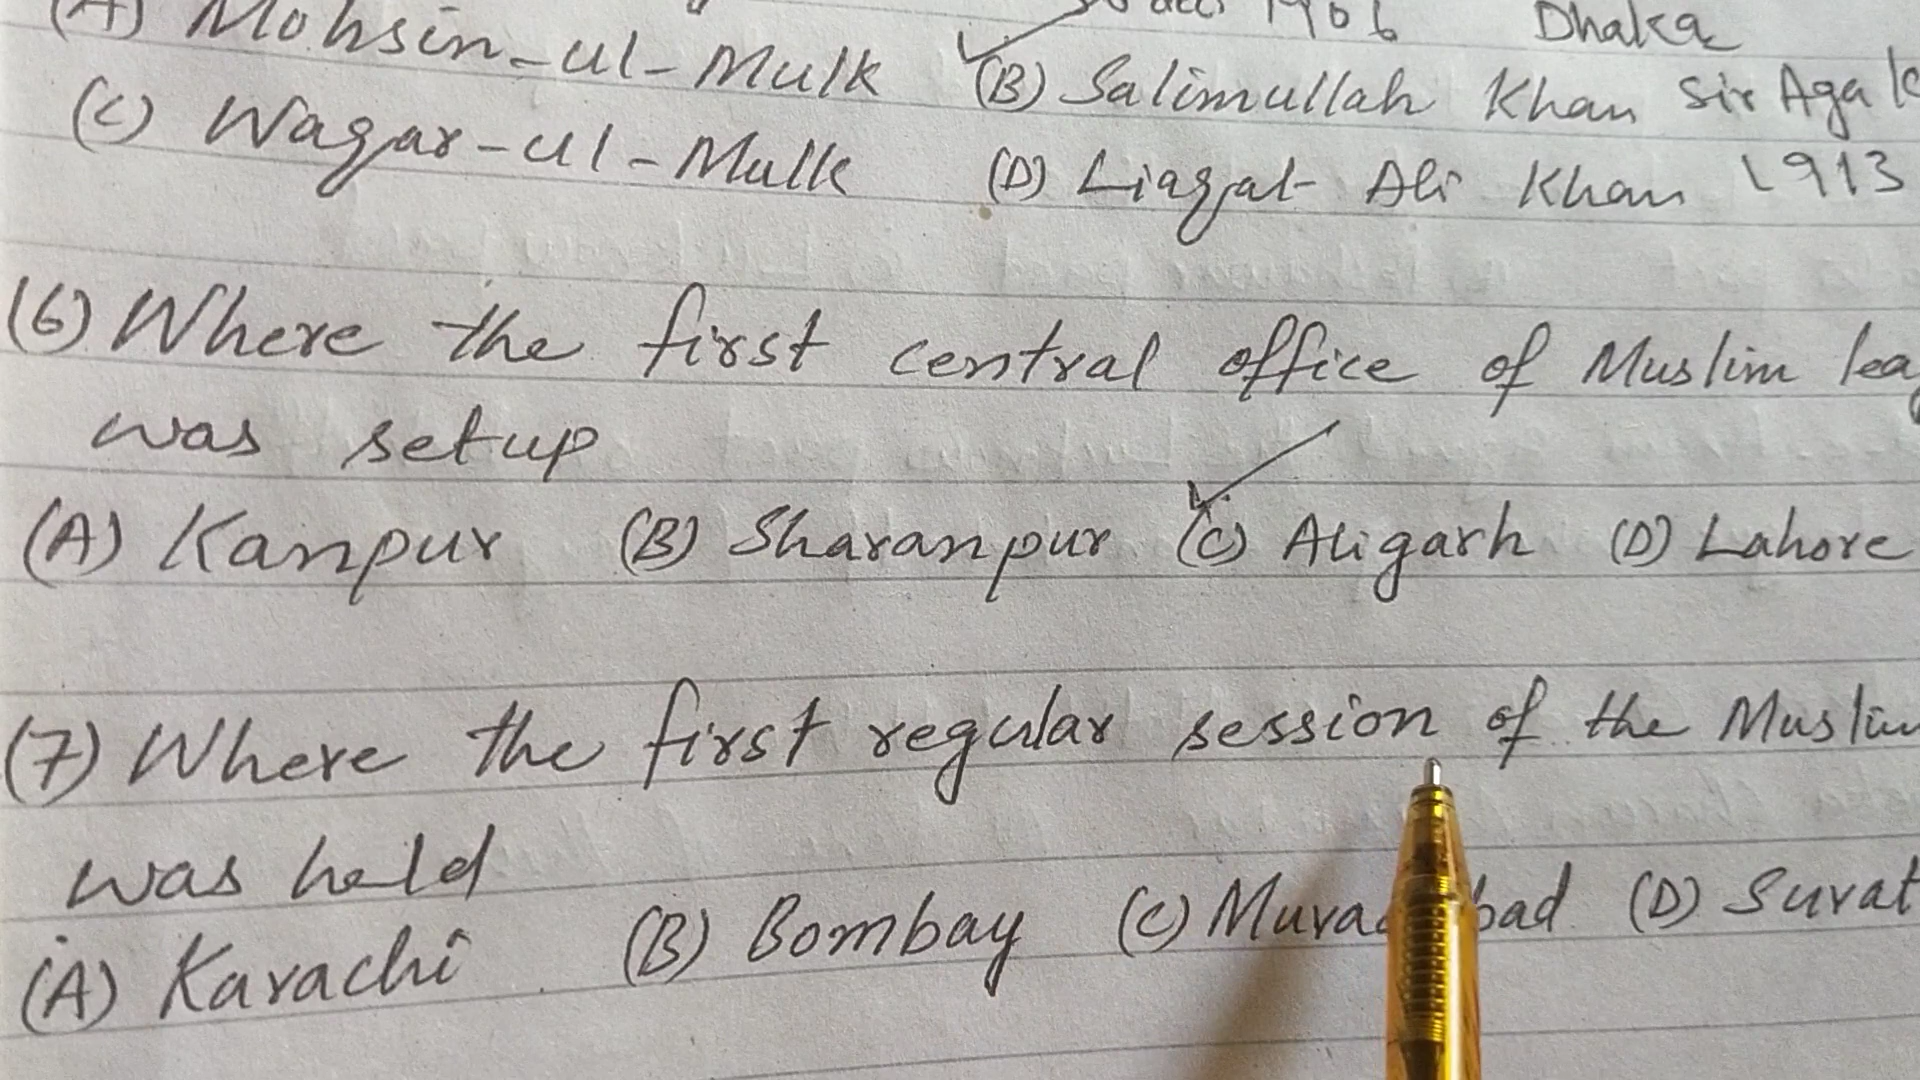 1906 Dhaka
(A) Mohsin-ul-Mulk (B) Salimullah Khan Sir Aga
(C) Waqar-ul-Mulk (D) Liaqat Ali Khan 1913
(6) Where the first central office of Muslim leag
was setup
(A) Kanpur (B) Sharanpur (C) Aligarh (D) Lahore
(7) Where the first regular session of the Muslim
was held
(A) Karachi (B) Bombay (C) bad (D) Surat